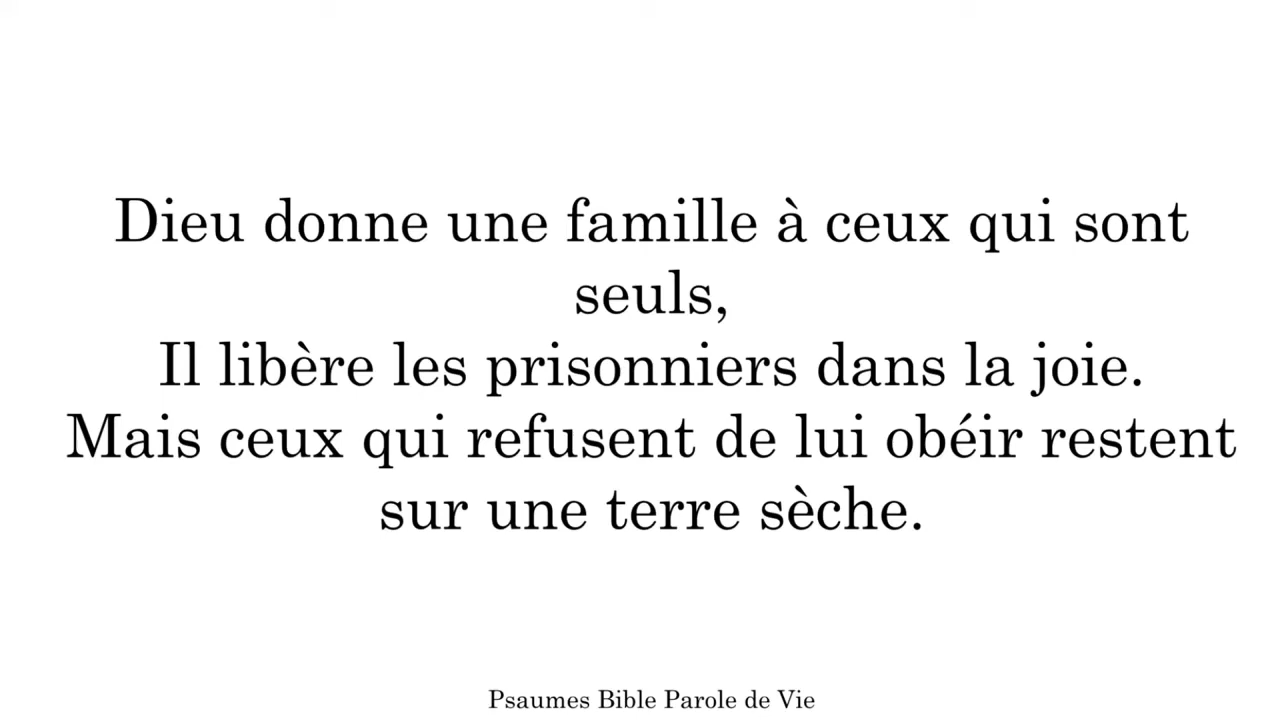 Dieu donne une famille à ceux qui sont
seuls,
Il libère les prisonniers dans la joie.
Mais ceux qui refusent de lui obéir restent
sur une terre sèche.
Psaumes Bible Parole de Vie